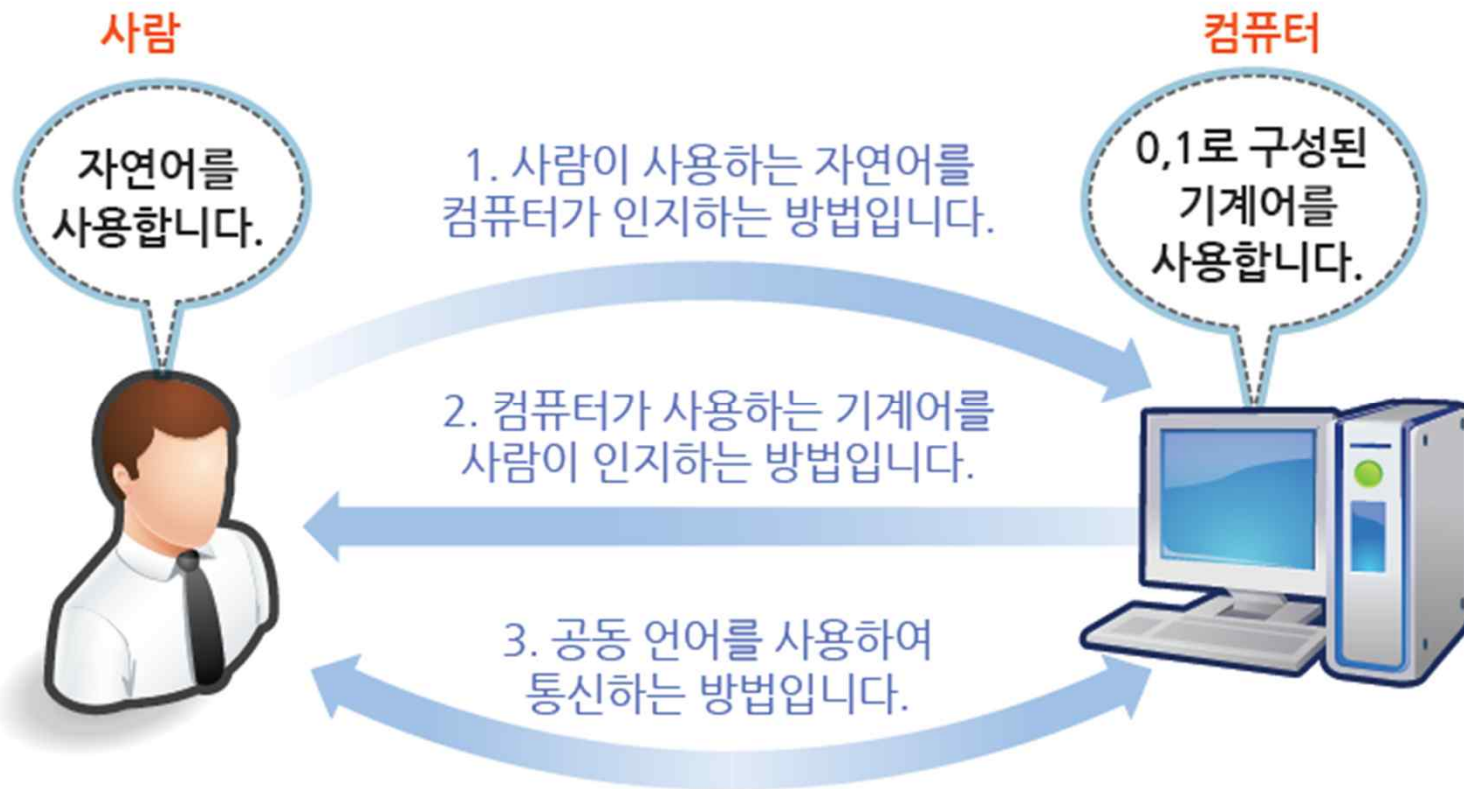 사람
자연어를
사용합니다.
컴퓨터
0,1로 구성된
기계어를
사용합니다.
1. 사람이 사용하는 자연어를
컴퓨터가 인지하는 방법입니다.
2. 컴퓨터가 사용하는 기계어를
사람이 인지하는 방법입니다.
3. 공동 언어를 사용하여
통신하는 방법입니다.